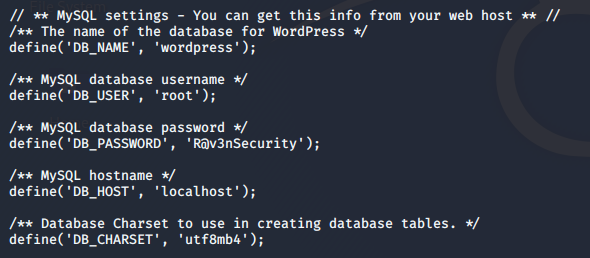 // ** MySQL settings - You can get this info from your web host ** //
/** The name of the database for WordPress */
define('DB_NAME', 'wordpress');
/** MySQL database username */
define('DB_USER', 'root');
/** MySQL database password */
define('DB_PASSWORD', 'R@v3nSecurity');
/** MySQL hostname */
define('DB_HOST', 'localhost');
/** Database Charset to use in creating database tables. */
define('DB_CHARSET', 'utf8mb4');